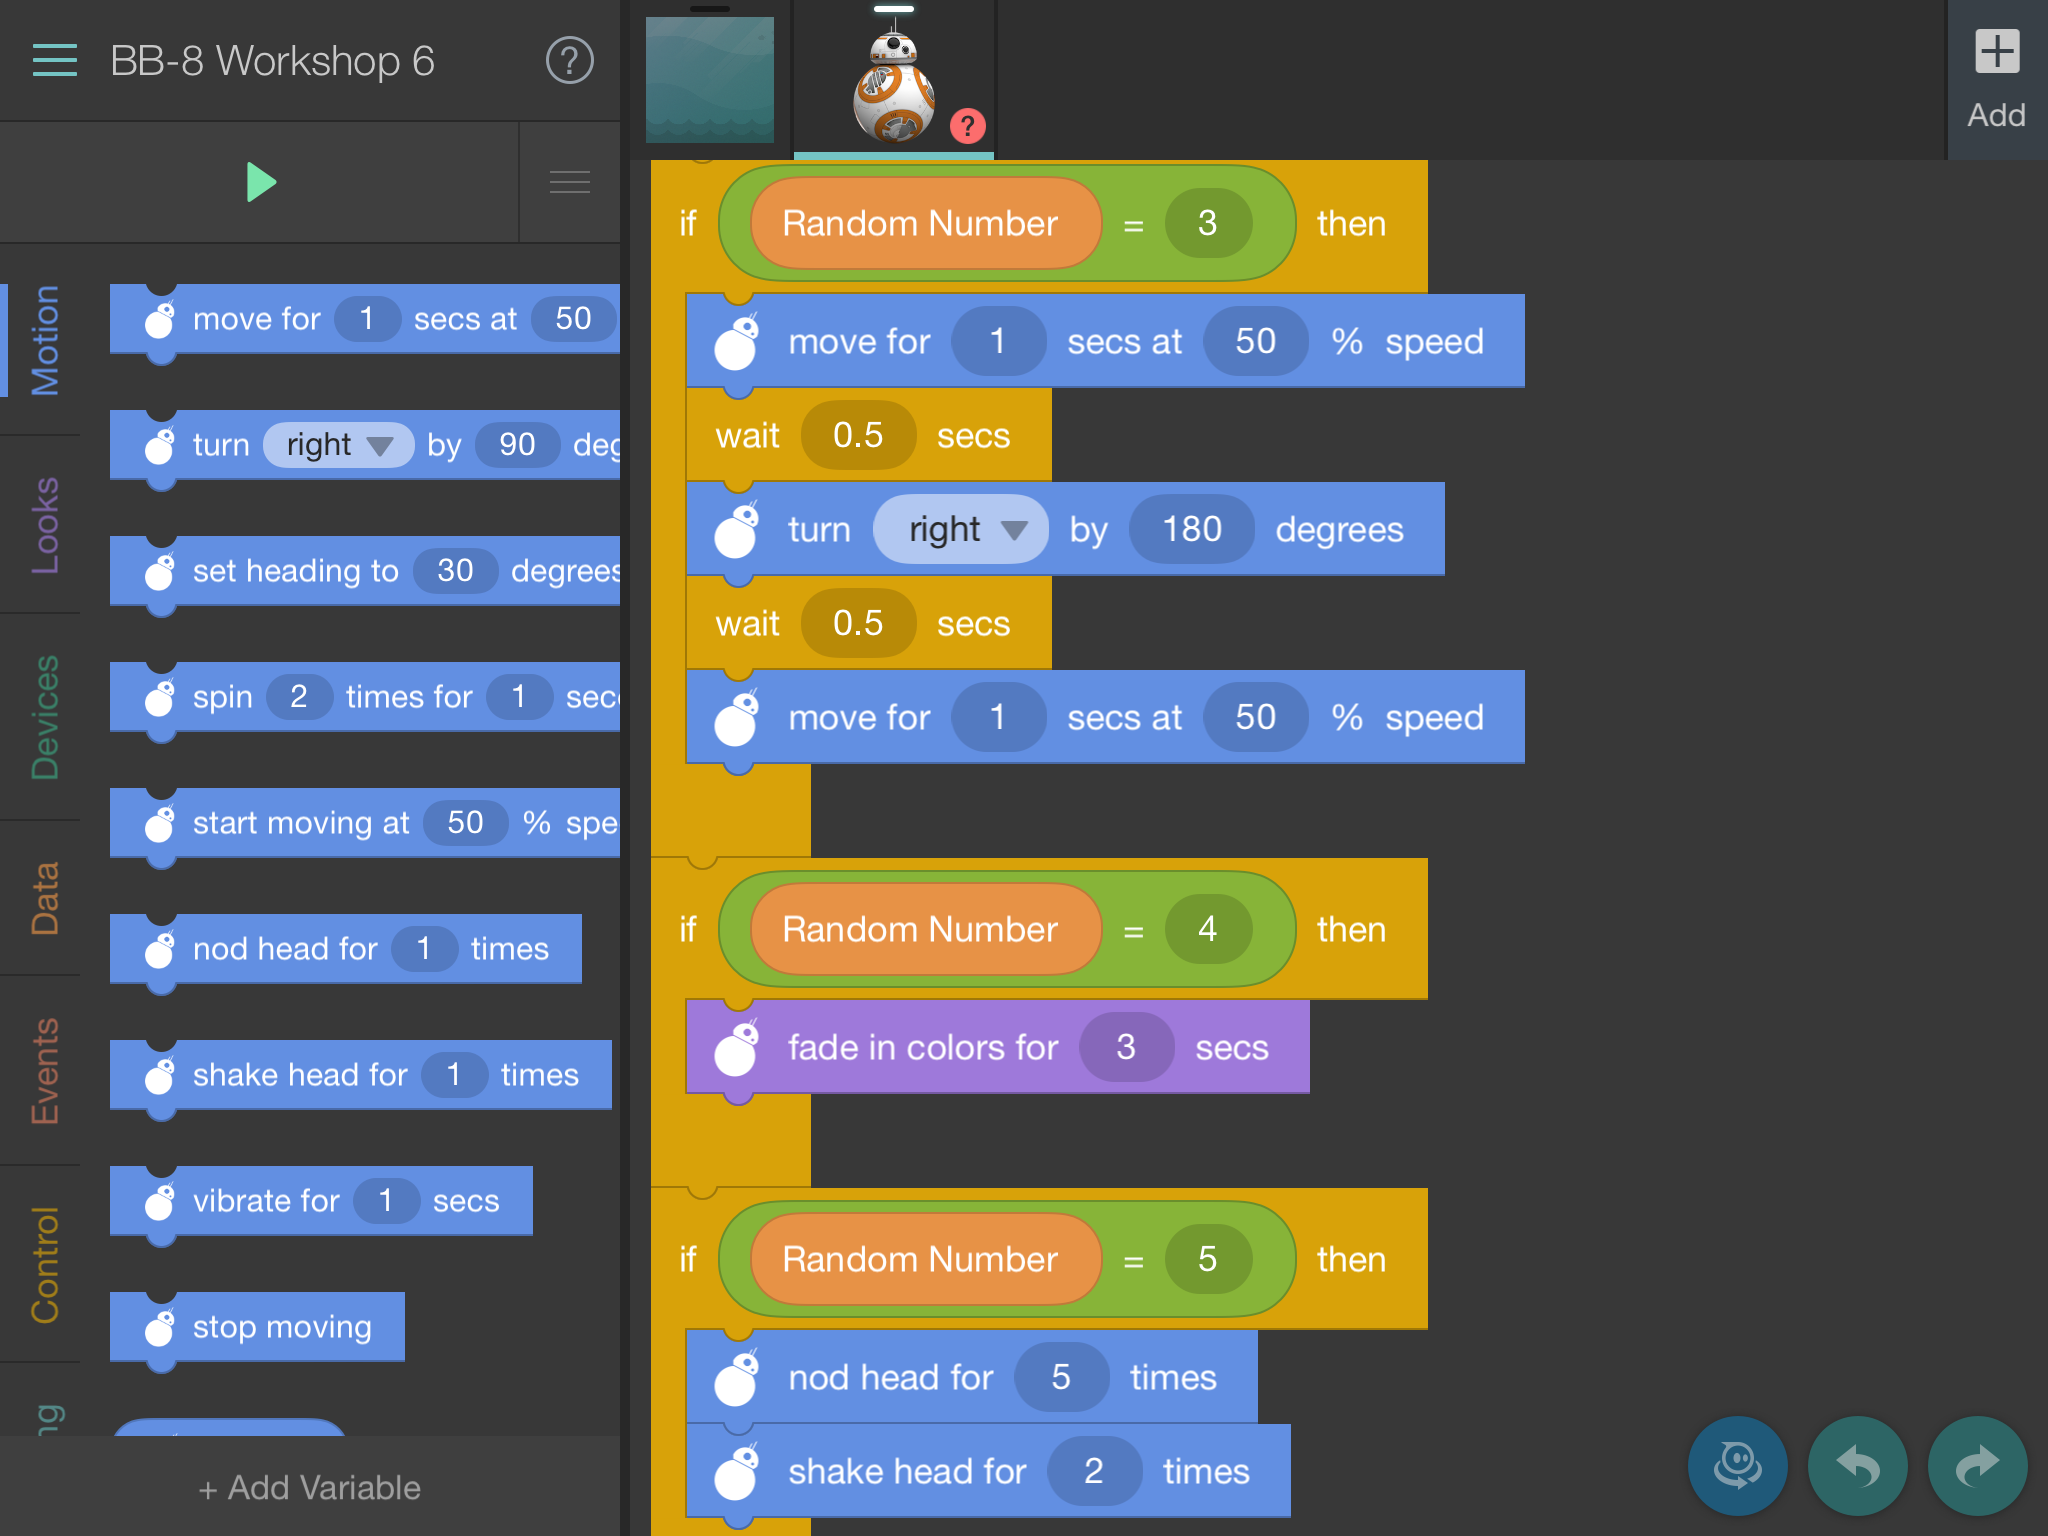 BB-8 Workshop 6
?
?
Add
Motion
Looks
Devices
Data
Events
Control
ng
move for 1 secs at 50
turn right by 90 deg
set heading to 30 degrees
spin 2 times for 1 sec
start moving at 50 % spe
nod head for 1 times
shake head for 1 times
vibrate for 1 secs
stop moving
+ Add Variable
if Random Number = 3 then
move for 1 secs at 50 % speed
wait 0.5 secs
turn right by 180 degrees
wait 0.5 secs
move for 1 secs at 50 % speed
if Random Number = 4 then
fade in colors for 3 secs
if Random Number = 5 then
nod head for 5 times
shake head for 2 times